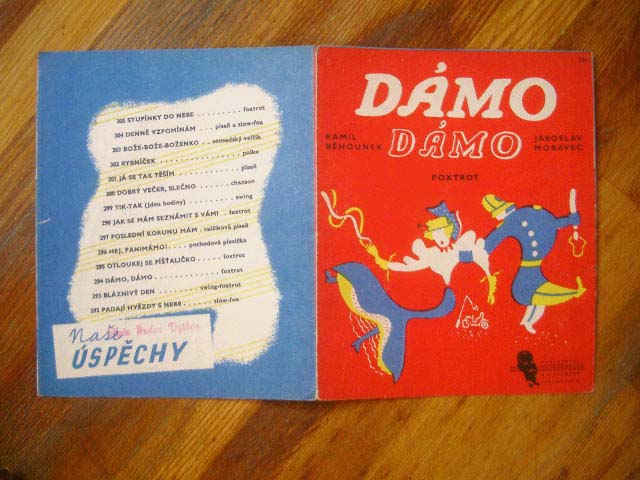 305 STUPÍNKY DO NEBE ......... foxtrot
304 DENNĚ VZPOMÍNÁM ... píseň a slow-fox
303 BOŽE-BOŽE-BOŽENKO .. sousedský valčík
302 RYBNÍČEK ............. polka
301 JÁ SE TAK TĚŠÍM ............ píseň
300 DOBRÝ VEČER, SLEČNO ...... chanson
299 TIK-TAK (Jdou hodiny) ......... swing
298 JAK SE MÁM SEZNÁMIT S VÁMI . foxtrot
297 POSLEDNÍ KORUNU MÁM . valčíková píseň
296 HEJ, PANIMÁMO! .... pochodová písnička
295 OTLOUKEJ SE PÍŠŤALIČKO .... foxtrot
294 DÁMO, DÁMO ............ foxtrot
293 BLÁZNIVÝ DEN ........ swing-foxtrot
292 PADAJÍ HVĚZDY S NEBE ..... slow-fox
Naše
ÚSPĚCHY
DÁMO
DÁMO
KAMIL
BĚHOUNEK
JAROSLAV
MORAVEC
FOXTROT